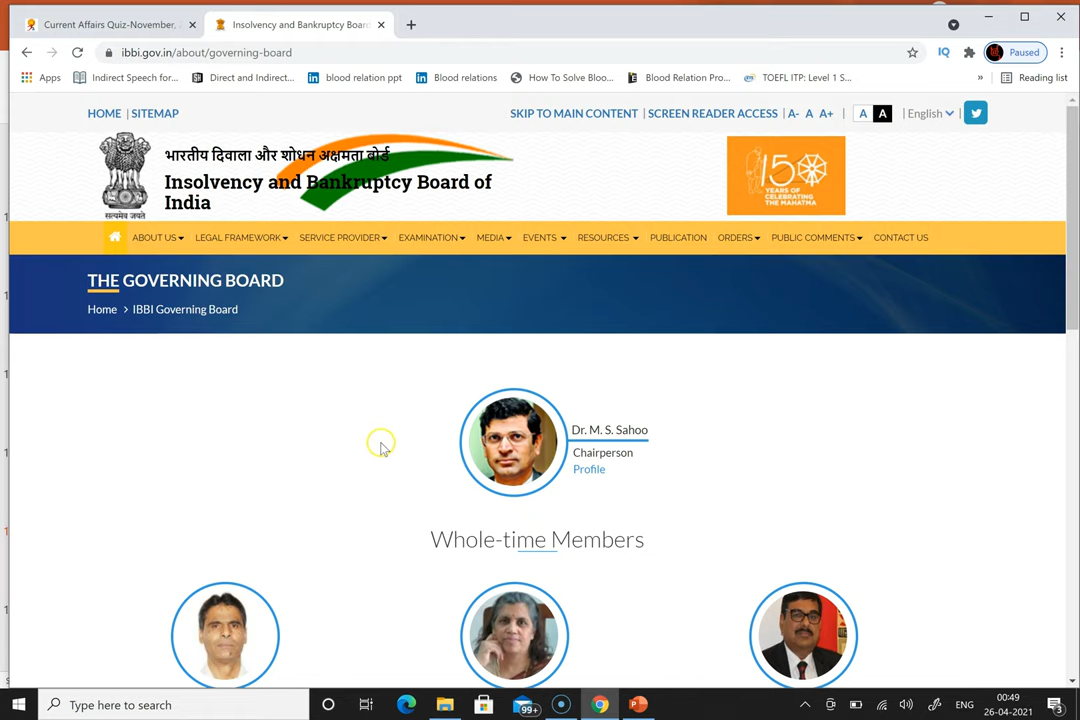 Current Affairs Quiz-November,
Insolvency and Bankruptcy Board
ibbi.gov.in/about/governing-board
IQ
Paused
Apps
Indirect Speech for...
Direct and Indirect...
blood relation ppt
Blood relations
How To Solve Bloo...
Blood Relation Pro...
TOEFL ITP: Level 1 S...
»
Reading list
HOME | SITEMAP
SKIP TO MAIN CONTENT | SCREEN READER ACCESS | A- A A+ | A A | English |
भारतीय दिवाला और शोधन अक्षमता बोर्ड
Insolvency and Bankruptcy Board of
India
सत्यमेव जयते
150
YEARS OF
CELEBRATING
THE MAHATMA
ABOUT US LEGAL FRAMEWORK SERVICE PROVIDER EXAMINATION MEDIA EVENTS RESOURCES PUBLICATION ORDERS PUBLIC COMMENTS CONTACT US
THE GOVERNING BOARD
Home > IBBI Governing Board
Dr. M. S. Sahoo
Chairperson
Profile
Whole-time Members
Type here to search
99+
ENG
00:49
26-04-2021
3